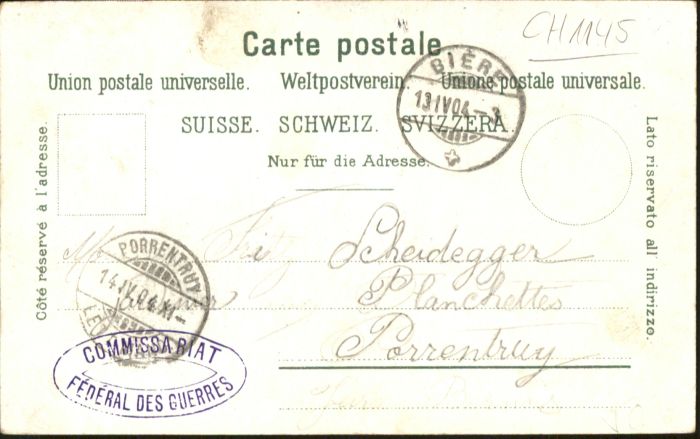 CH1145
Carte postale
Union postale universelle. Weltpostverein. Unione postale universale.
SUISSE. SCHWEIZ. SVIZZERA.
Nur für die Adresse.
Côté réservé à l'adresse.
Lato riservato all' indirizzo.
BIÈRE
13.IV.04.
PORRENTRUY
14.IV.04.XI-
Fritz Scheidegger
Planchettes
Porrentruy
COMMISSARIAT
FÉDÉRAL DES GUERRES